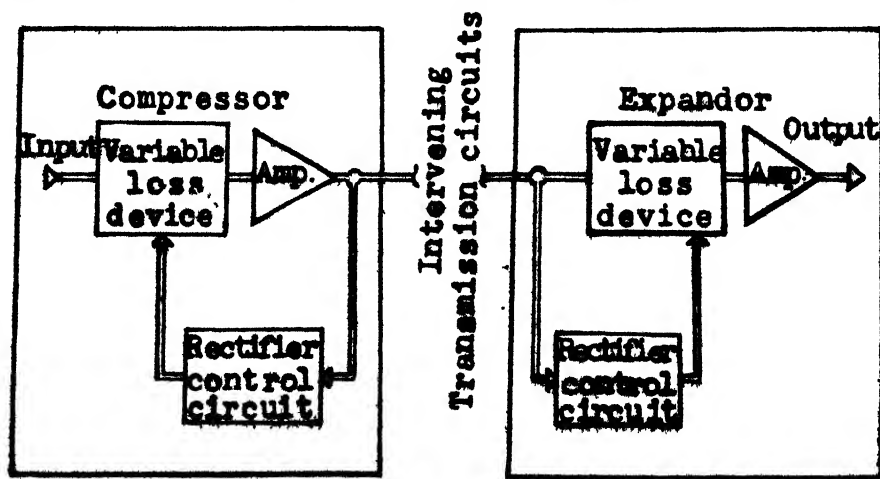 Compressor
Input
Variable
loss
device
Amp.
Rectifier
control
circuit
Intervening
Transmission circuits
Expandor
Variable
loss
device
Amp.
Output
Rectifier
control
circuit